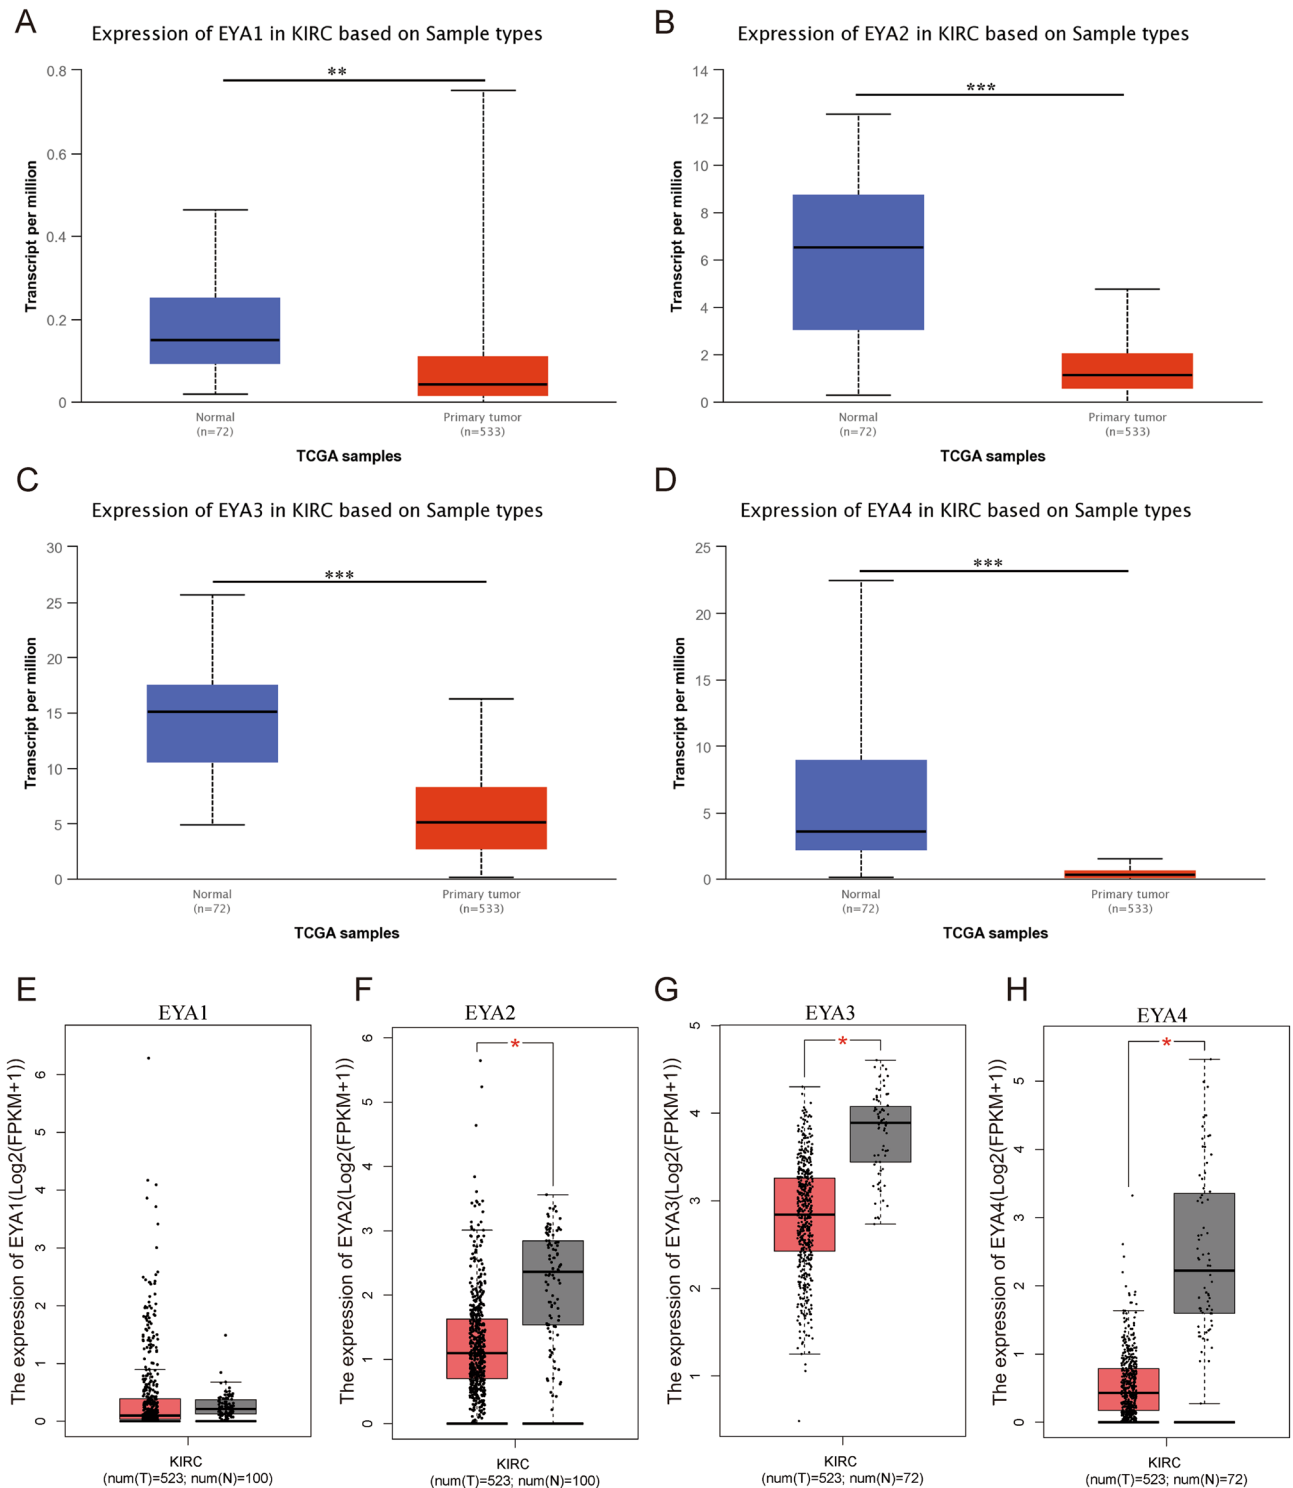 A
Expression of EYA1 in KIRC based on Sample types
Transcript per million
0.8
0.6
0.4
0.2
0
**
Normal
(n=72)
Primary tumor
(n=533)
TCGA samples
B
Expression of EYA2 in KIRC based on Sample types
Transcript per million
14
12
10
8
6
4
2
0
***
Normal
(n=72)
Primary tumor
(n=533)
TCGA samples
C
Expression of EYA3 in KIRC based on Sample types
Transcript per million
30
25
20
15
10
5
0
***
Normal
(n=72)
Primary tumor
(n=533)
TCGA samples
D
Expression of EYA4 in KIRC based on Sample types
Transcript per million
25
20
15
10
5
0
***
Normal
(n=72)
Primary tumor
(n=533)
TCGA samples
E
EYA1
The expression of EYA1(Log2(FPKM+1))
6
5
4
3
2
1
0
KIRC
(num(T)=523; num(N)=100)
F
EYA2
The expression of EYA2(Log2(FPKM+1))
6
5
4
3
2
1
0
*
KIRC
(num(T)=523; num(N)=100)
G
EYA3
The expression of EYA3(Log2(FPKM+1))
5
4
3
2
1
*
KIRC
(num(T)=523; num(N)=72)
H
EYA4
The expression of EYA4(Log2(FPKM+1))
5
4
3
2
1
0
*
KIRC
(num(T)=523; num(N)=72)